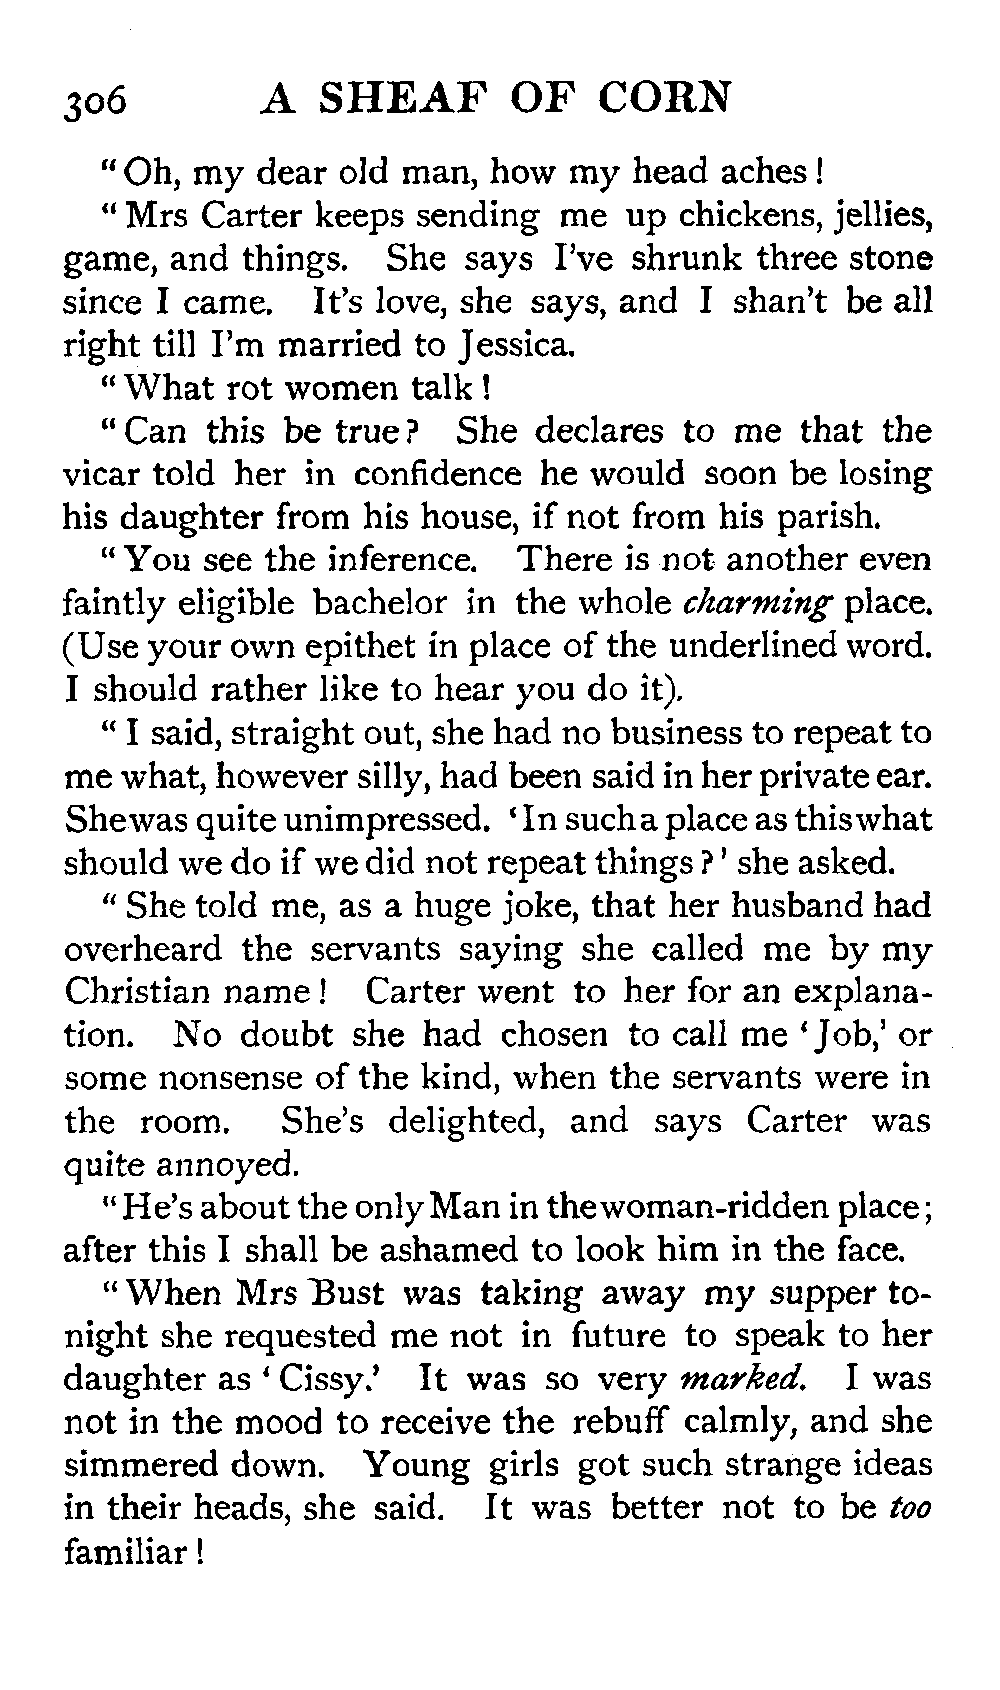 306 A SHEAF OF CORN
" Oh, my dear old man, how my head aches !
" Mrs Carter keeps sending me up chickens, jellies,
game, and things. She says I've shrunk three stone
since I came. It's love, she says, and I shan't be all
right till I'm married to Jessica.
" What rot women talk !
" Can this be true ? She declares to me that the
vicar told her in confidence he would soon be losing
his daughter from his house, if not from his parish.
" You see the inference. There is not another even
faintly eligible bachelor in the whole charming place.
(Use your own epithet in place of the underlined word.
I should rather like to hear you do it).
" I said, straight out, she had no business to repeat to
me what, however silly, had been said in her private ear.
She was quite unimpressed. ' In such a place as this what
should we do if we did not repeat things ? ' she asked.
" She told me, as a huge joke, that her husband had
overheard the servants saying she called me by my
Christian name ! Carter went to her for an explana-
tion. No doubt she had chosen to call me ' Job,' or
some nonsense of the kind, when the servants were in
the room. She's delighted, and says Carter was
quite annoyed.
" He's about the only Man in the woman-ridden place ;
after this I shall be ashamed to look him in the face.
" When Mrs Bust was taking away my supper to-
night she requested me not in future to speak to her
daughter as ' Cissy.' It was so very marked. I was
not in the mood to receive the rebuff calmly, and she
simmered down. Young girls got such strange ideas
in their heads, she said. It was better not to be too
familiar !